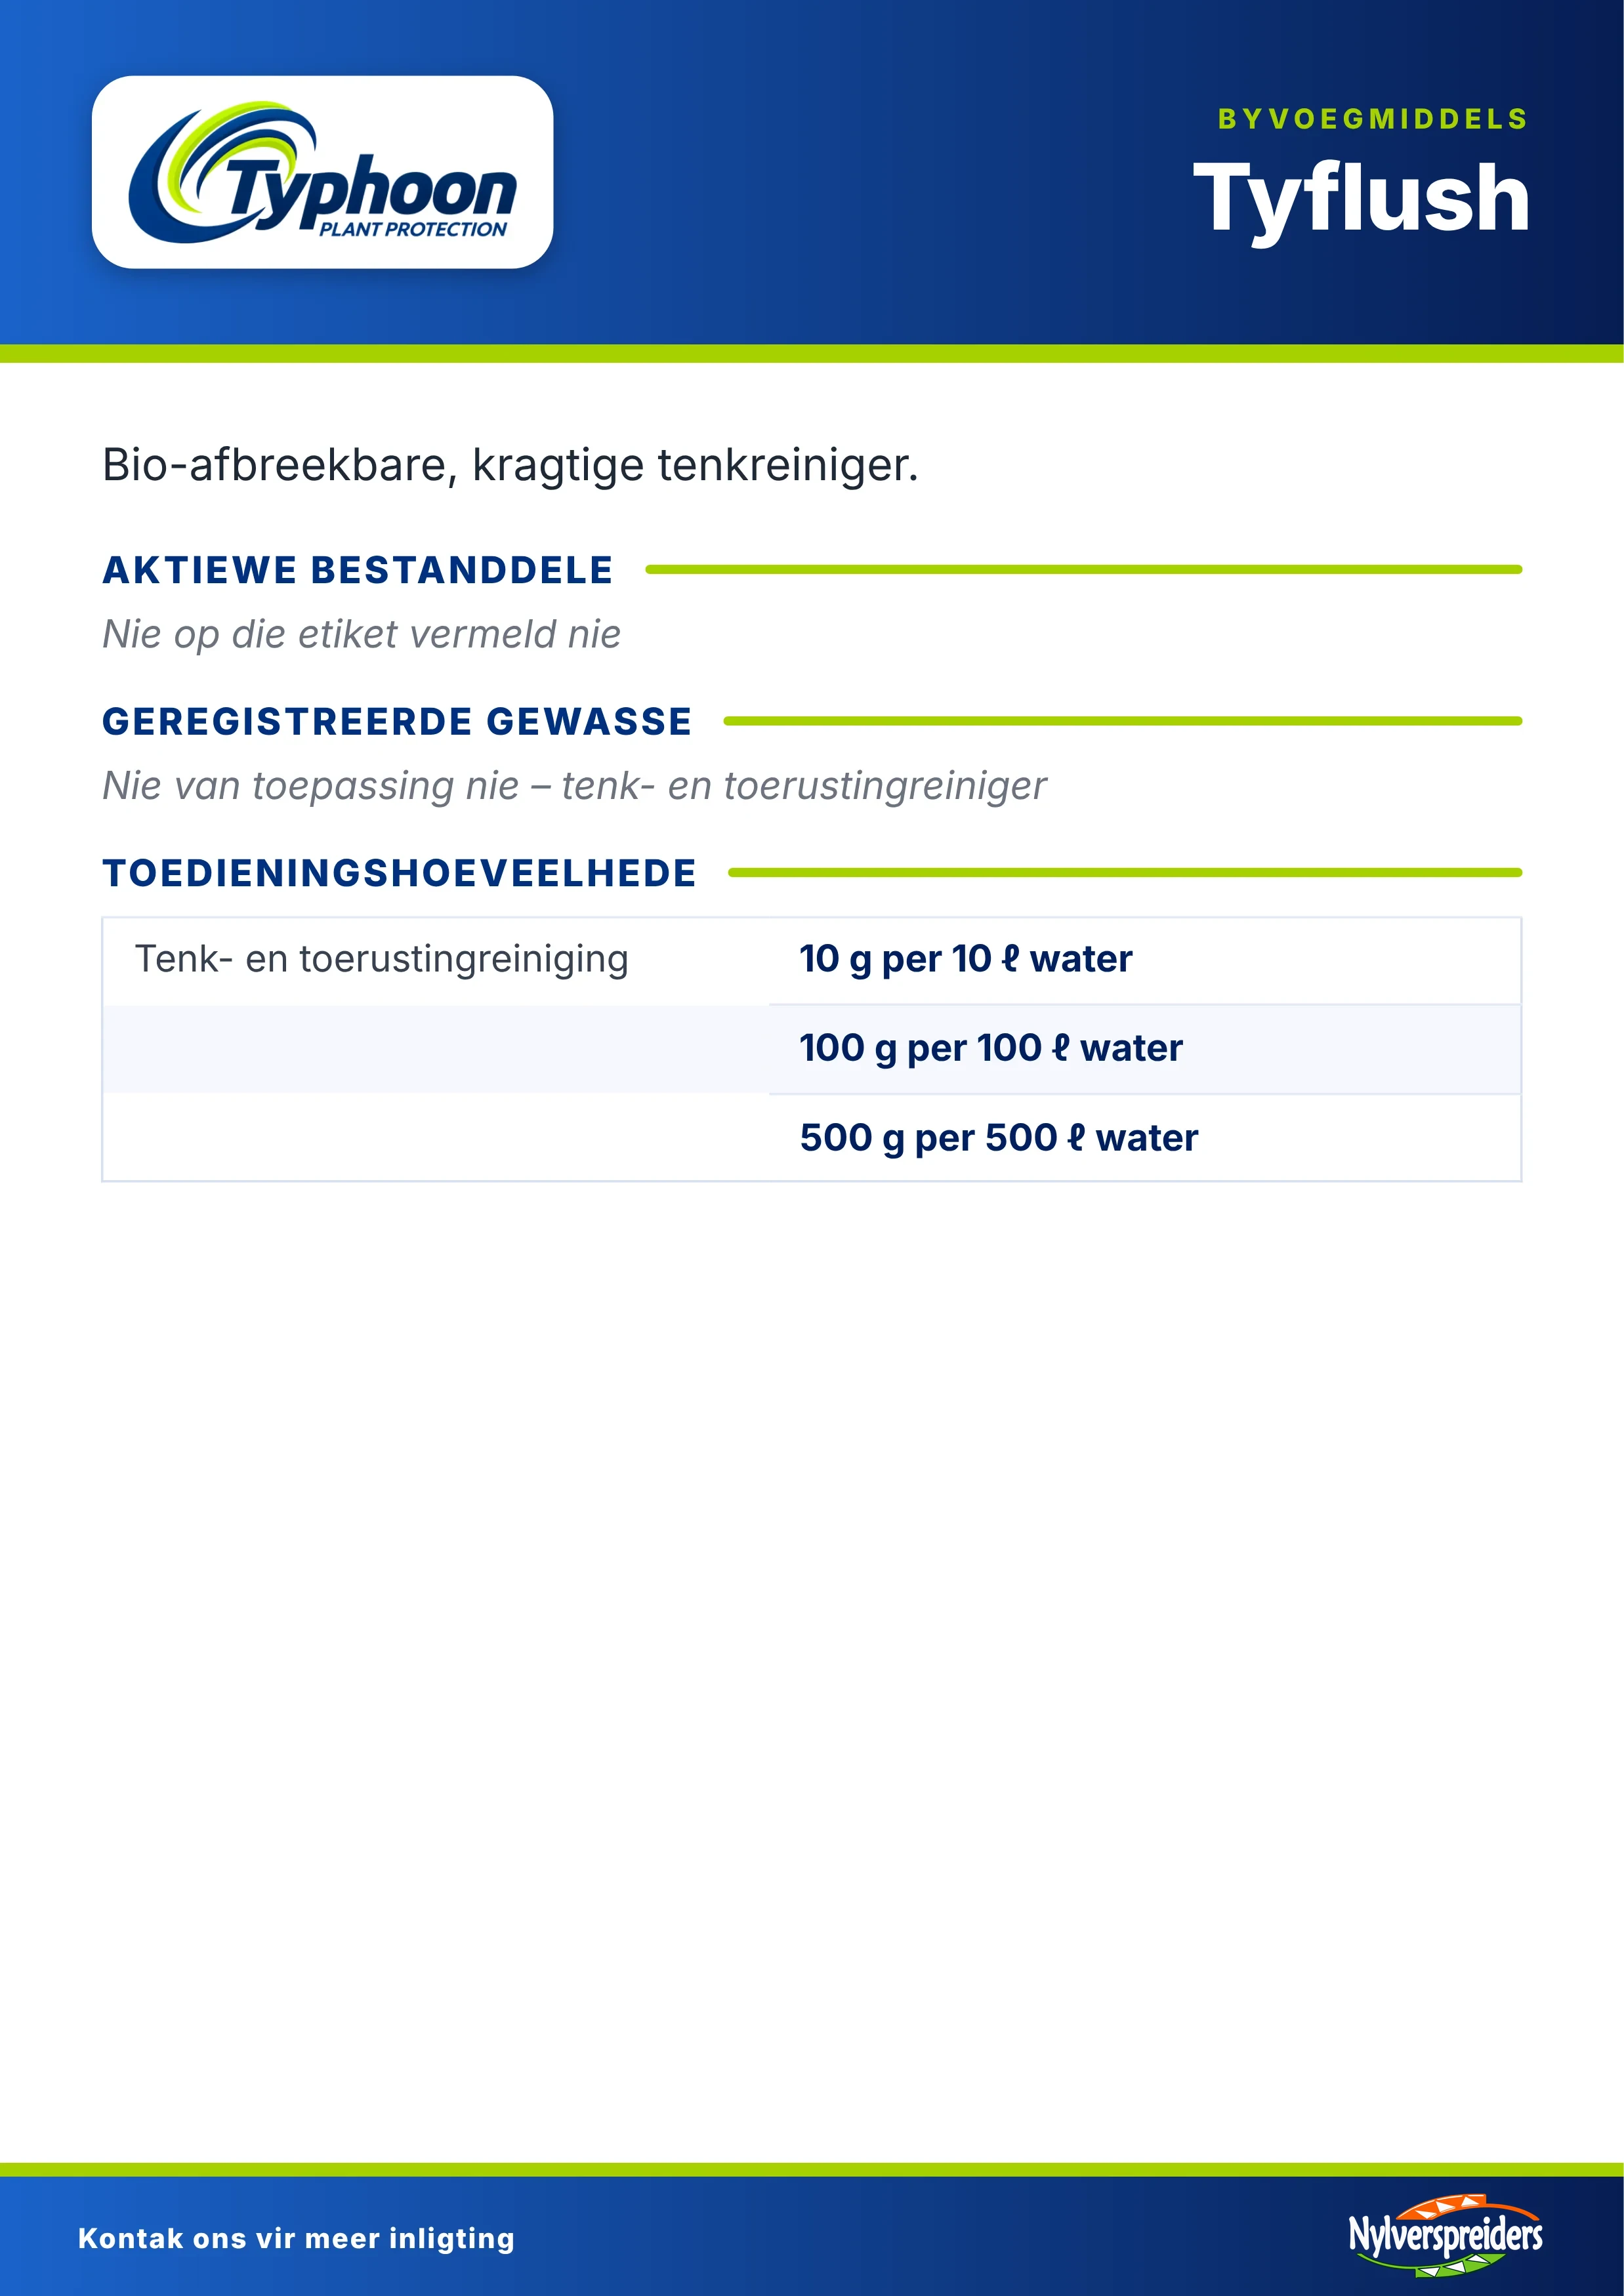 Typhoon
PLANT PROTECTION
BYVOEGMIDDELS
Tyflush
Bio-afbreekbare, kragtige tenkreiniger.
AKTIEWE BESTANDDELE
Nie op die etiket vermeld nie
GEREGISTREERDE GEWASSE
Nie van toepassing nie – tenk- en toerustingreiniger
TOEDIENINGSHOEVEELHEDE
Tenk- en toerustingreiniging 10 g per 10 ℓ water
100 g per 100 ℓ water
500 g per 500 ℓ water
Kontak ons vir meer inligting
Nylverspreiders